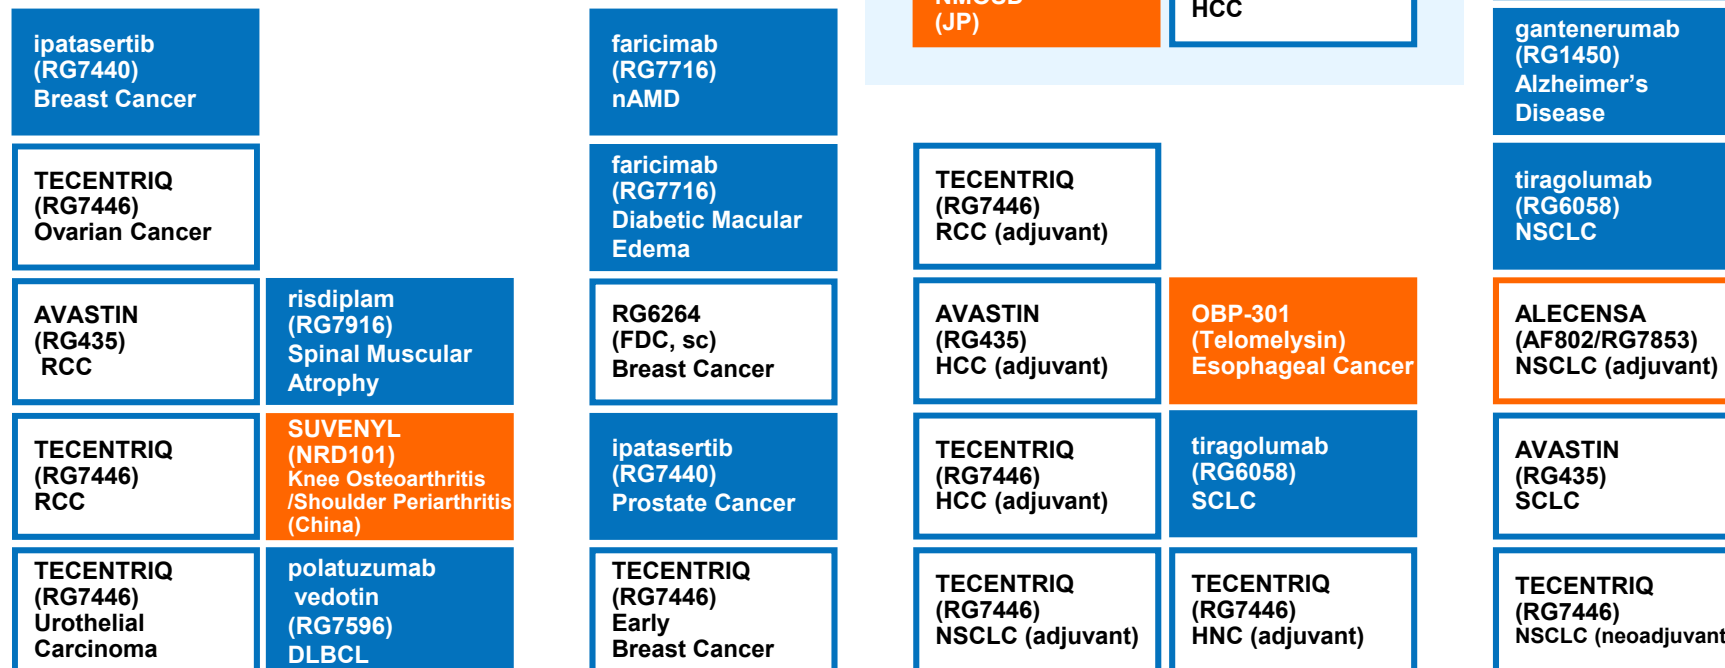 ipatasertib
(RG7440)
Breast Cancer
TECENTRIQ
(RG7446)
Ovarian Cancer
AVASTIN
(RG435)
RCC
TECENTRIQ
(RG7446)
RCC
TECENTRIQ
(RG7446)
Urothelial
Carcinoma
risdiplam
(RG7916)
Spinal Muscular
Atrophy
SUVENYL
(NRD101)
Knee Osteoarthritis
/Shoulder Periarthritis
(China)
polatuzumab
vedotin
(RG7596)
DLBCL
faricimab
(RG7716)
nAMD
faricimab
(RG7716)
Diabetic Macular
Edema
RG6264
(FDC, sc)
Breast Cancer
ipatasertib
(RG7440)
Prostate Cancer
TECENTRIQ
(RG7446)
Early
Breast Cancer
NMOSD
(JP)
HCC
TECENTRIQ
(RG7446)
RCC (adjuvant)
AVASTIN
(RG435)
HCC (adjuvant)
TECENTRIQ
(RG7446)
HCC (adjuvant)
TECENTRIQ
(RG7446)
NSCLC (adjuvant)
OBP-301
(Telomelysin)
Esophageal Cancer
tiragolumab
(RG6058)
SCLC
TECENTRIQ
(RG7446)
HNC (adjuvant)
gantenerumab
(RG1450)
Alzheimer's
Disease
tiragolumab
(RG6058)
NSCLC
ALECENSA
(AF802/RG7853)
NSCLC (adjuvant)
AVASTIN
(RG435)
SCLC
TECENTRIQ
(RG7446)
NSCLC (neoadjuvant